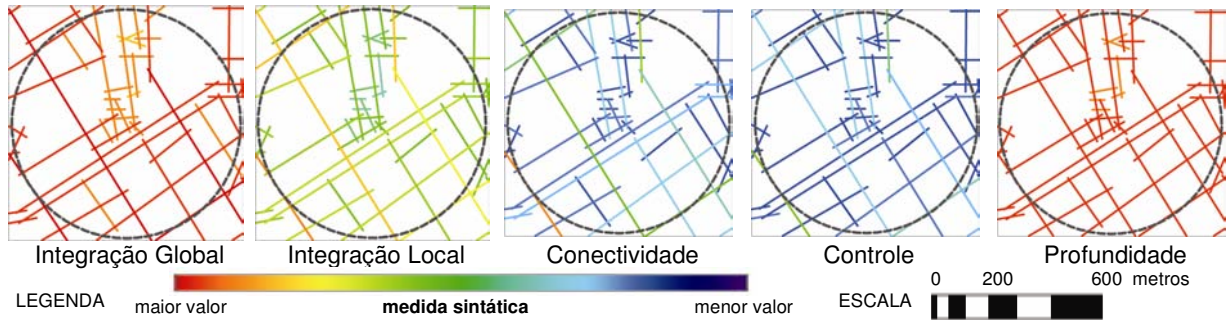 Integração Global Integração Local Conectividade Controle Profundidade
0 200 600 metros
LEGENDA maior valor medida sintática menor valor ESCALA